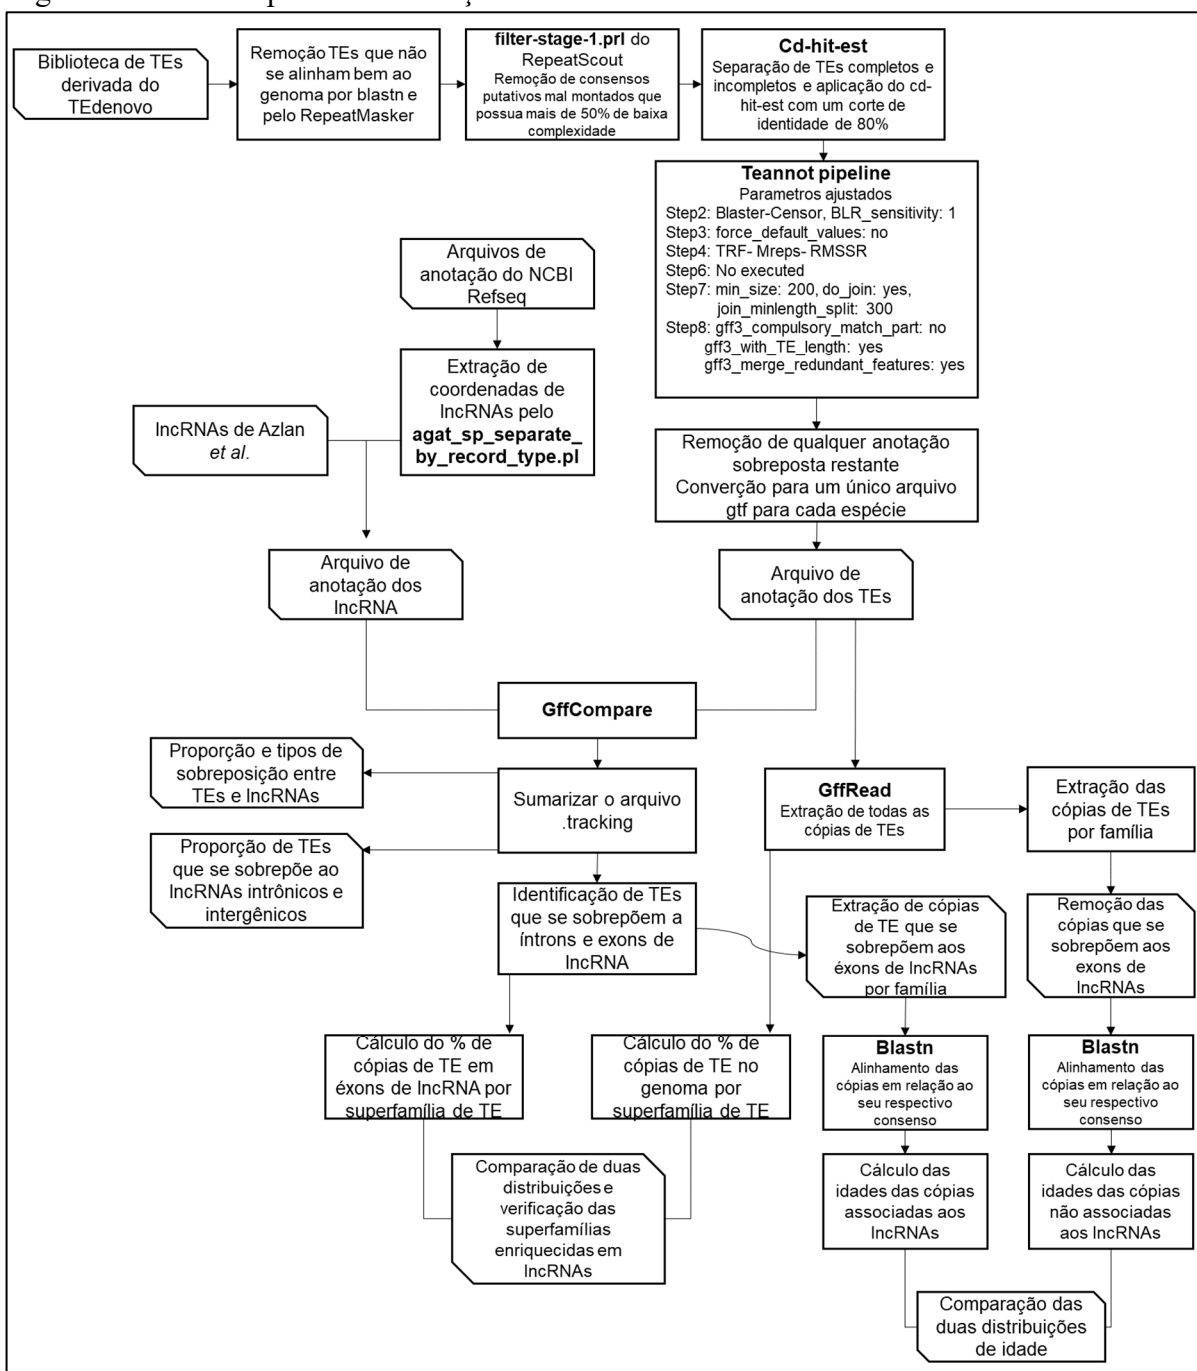 Biblioteca de TEs
derivada do
TEdenovo
Remoção TEs que não
se alinham bem ao
genoma por blastn e
pelo RepeatMasker
filter-stage-1.prl do
RepeatScout
Remoção de consensos
putativos mal montados que
possua mais de 50% de baixa
complexidade
Cd-hit-est
Separação de TEs completos e
incompletos e aplicação do cd-
hit-est com um corte de
identidade de 80%
Teannot pipeline
Parametros ajustados
Step2: Blaster-Censor, BLR_sensitivity: 1
Step3: force_default_values: no
Step4: TRF- Mreps- RMSSR
Step6: No executed
Step7: min_size: 200, do_join: yes,
join_minlength_split: 300
Step8: gff3_compulsory_match_part: no
gff3_with_TE_length: yes
gff3_merge_redundant_features: yes
Arquivos de
anotação do NCBI
Refseq
Extração de
coordenadas de
lncRNAs pelo
agat_sp_separate_
by_record_type.pl
lncRNAs de Azlan
et al.
Remoção de qualquer anotação
sobreposta restante
Converção para um único arquivo
gtf para cada espécie
Arquivo de
anotação dos
lncRNA
Arquivo de
anotação dos TEs
GffCompare
Proporção e tipos de
sobreposição entre
TEs e lncRNAs
Sumarizar o arquivo
.tracking
GffRead
Extração de todas as
cópias de TEs
Extração das
cópias de TEs
por família
Proporção de TEs
que se sobrepõe ao
lncRNAs intrônicos e
intergênicos
Identificação de TEs
que se sobrepõem a
íntrons e exons de
lncRNA
Extração de cópias
de TE que se
sobrepõem aos
éxons de lncRNAs
por família
Remoção das
cópias que se
sobrepõem aos
exons de
lncRNAs
Cálculo do % de
cópias de TE em
éxons de lncRNA por
superfamília de TE
Cálculo do % de
cópias de TE no
genoma por
superfamília de TE
Blastn
Alinhamento das
cópias em relação ao
seu respectivo
consenso
Blastn
Alinhamento das
cópias em relação ao
seu respectivo
consenso
Comparação de duas
distribuições e
verificação das
superfamílias
enriquecidas em
lncRNAs
Cálculo das
idades das cópias
associadas aos
lncRNAs
Cálculo das
idades das cópias
não associadas
aos lncRNAs
Comparação das
duas distribuições
de idade